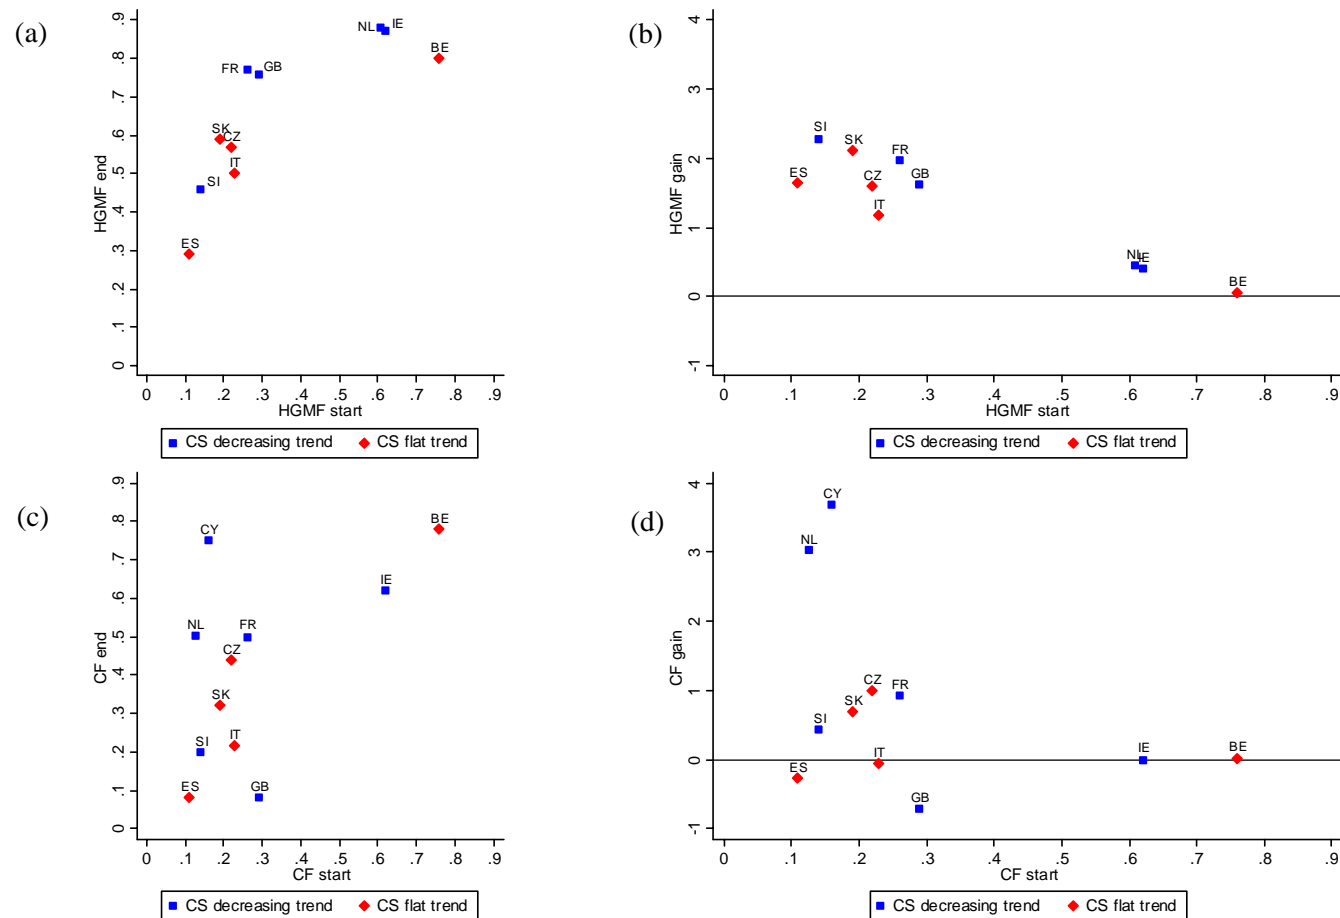 (a)
HGMF end
0 .1 .2 .3 .4 .5 .6 .7 .8 .9
NL IE
BE
FR GB
SK
CZ
IT
SI
ES
0 .1 .2 .3 .4 .5 .6 .7 .8 .9
HGMF start
CS decreasing trend CS flat trend
(b)
HGMF gain
-1 0 1 2 3 4
SI
SK
FR
ES
CZ
GB
IT
NL
IE
BE
0 .1 .2 .3 .4 .5 .6 .7 .8 .9
HGMF start
CS decreasing trend CS flat trend
(c)
CF end
0 .1 .2 .3 .4 .5 .6 .7 .8 .9
CY
BE
IE
NL FR
CZ
SK
SI IT
ES GB
0 .1 .2 .3 .4 .5 .6 .7 .8 .9
CF start
CS decreasing trend CS flat trend
(d)
CF gain
-1 0 1 2 3 4
CY
NL
CZ FR
SK
SI
IT
IE BE
ES
GB
0 .1 .2 .3 .4 .5 .6 .7 .8 .9
CF start
CS decreasing trend CS flat trend